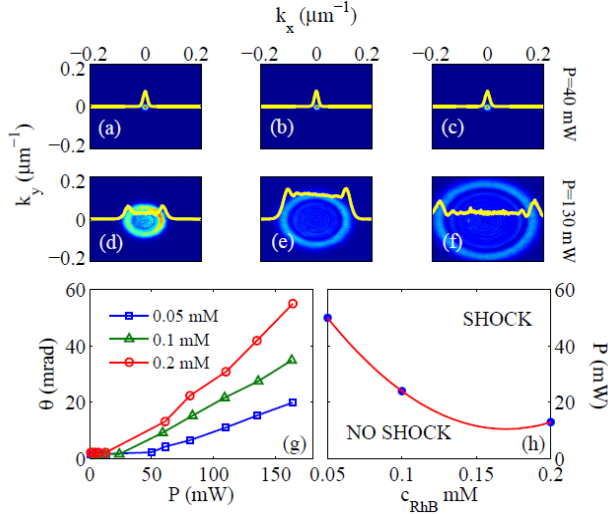 k_x (μm⁻¹)
−0.2 0 0.2 −0.2 0 0.2 −0.2 0 0.2
0.2
0
−0.2
(a) (b) (c)
P=40 mW
k_y (μm⁻¹)
0.2
0
−0.2
(d) (e) (f)
P=130 mW
60
40
20
0
θ (mrad)
0.05 mM
0.1 mM
0.2 mM
(g)
0 50 100 150
P (mW)
SHOCK
NO SHOCK
(h)
60
40
20
0
P (mW)
0.05 0.1 0.15 0.2
c_RhB mM